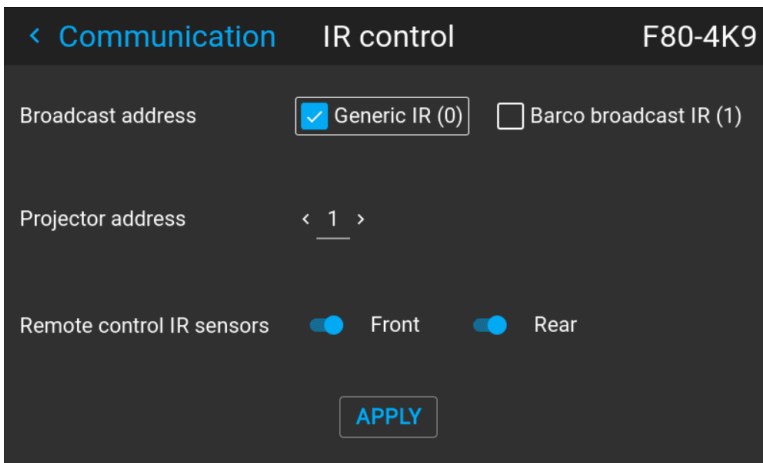 < Communication IR control F80-4K9
Broadcast address Generic IR (0) Barco broadcast IR (1)
Projector address < 1 >
Remote control IR sensors Front Rear
APPLY